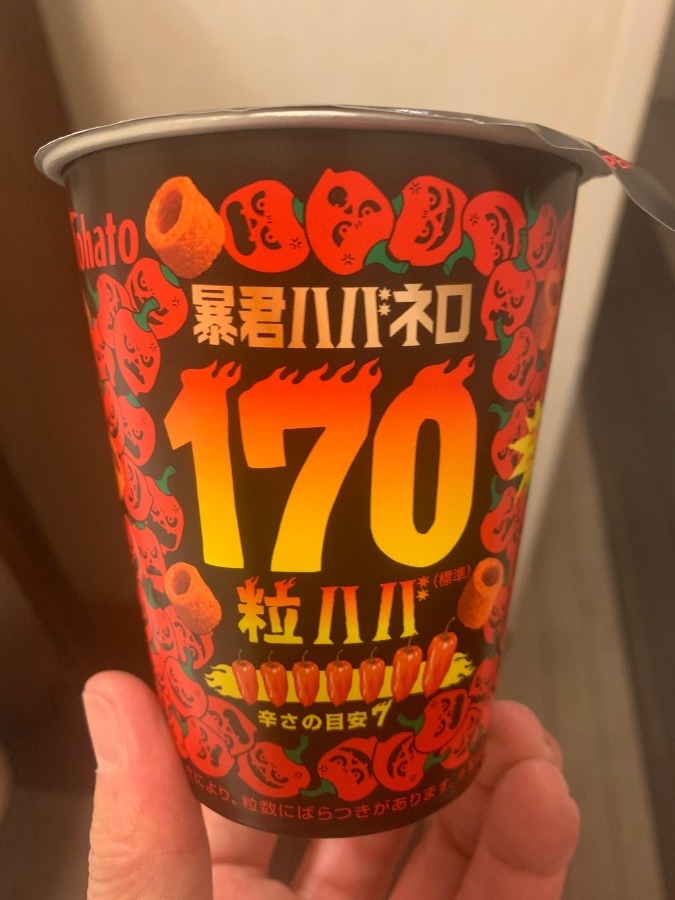 Tohato
暴君ハバネロ
170
粒ハバ
(標準)
辛さの目安7
により、粒数にばらつきがあります。